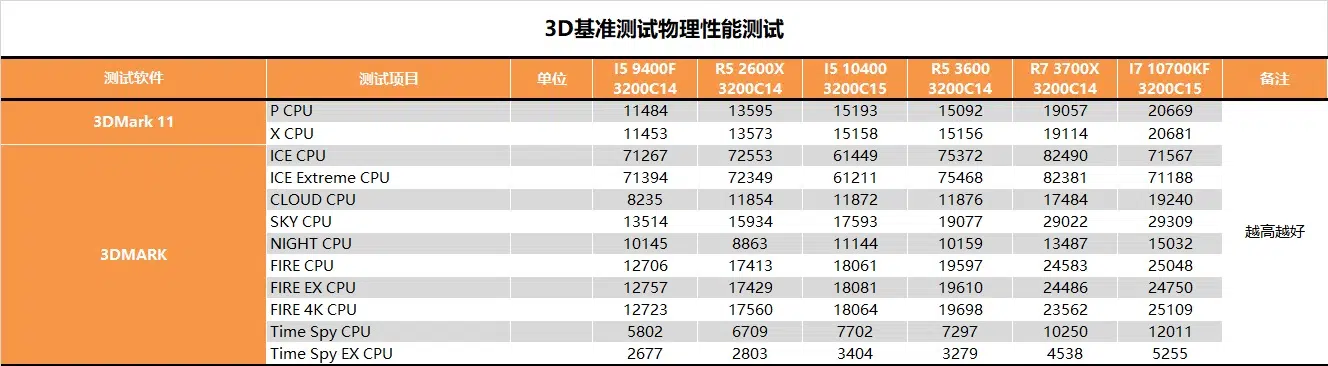 3D基准测试物理性能测试
测试软件 测试项目 单位 I5 9400F 3200C14 R5 2600X 3200C14 I5 10400 3200C15 R5 3600 3200C14 R7 3700X 3200C14 I7 10700KF 3200C15 备注
3DMark 11 P CPU 11484 13595 15193 15092 19057 20669
X CPU 11453 13573 15158 15156 19114 20681
3DMARK ICE CPU 71267 72553 61449 75372 82490 71567
ICE Extreme CPU 71394 72349 61211 75468 82381 71188
CLOUD CPU 8235 11854 11872 11876 17484 19240
SKY CPU 13514 15934 17593 19077 29022 29309
NIGHT CPU 10145 8863 11144 10159 13487 15032
FIRE CPU 12706 17413 18061 19597 24583 25048
FIRE EX CPU 12757 17429 18081 19610 24486 24750
FIRE 4K CPU 12723 17560 18064 19698 23562 25109
Time Spy CPU 5802 6709 7702 7297 10250 12011
Time Spy EX CPU 2677 2803 3404 3279 4538 5255
越高越好